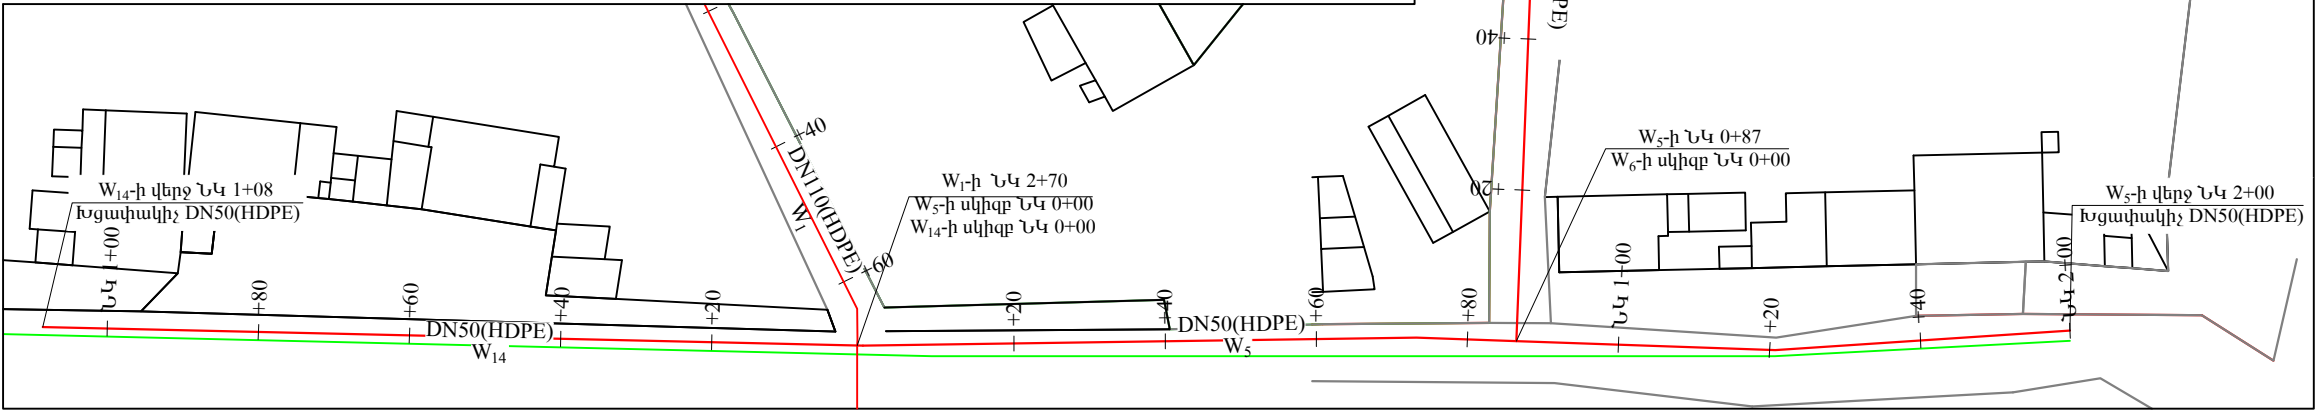 W₁₄-ի վերջ ՆԿ 1+08
Խցափակիչ DN50(HDPE)
ՆԿ 1+00
+80
+60
+40
+20
DN50(HDPE)
W₁₄
+40
DN110(HDPE)
W₁
+60
W₁-ի ՆԿ 2+70
W₅-ի սկիզբ ՆԿ 0+00
W₁₄-ի սկիզբ ՆԿ 0+00
+20
+40
DN50(HDPE)
W₅
+60
+80
+40
PE)
+20
W₅-ի ՆԿ 0+87
W₆-ի սկիզբ ՆԿ 0+00
ՆԿ 1+00
+20
+40
ՆԿ 2+00
W₅-ի վերջ ՆԿ 2+00
Խցափակիչ DN50(HDPE)